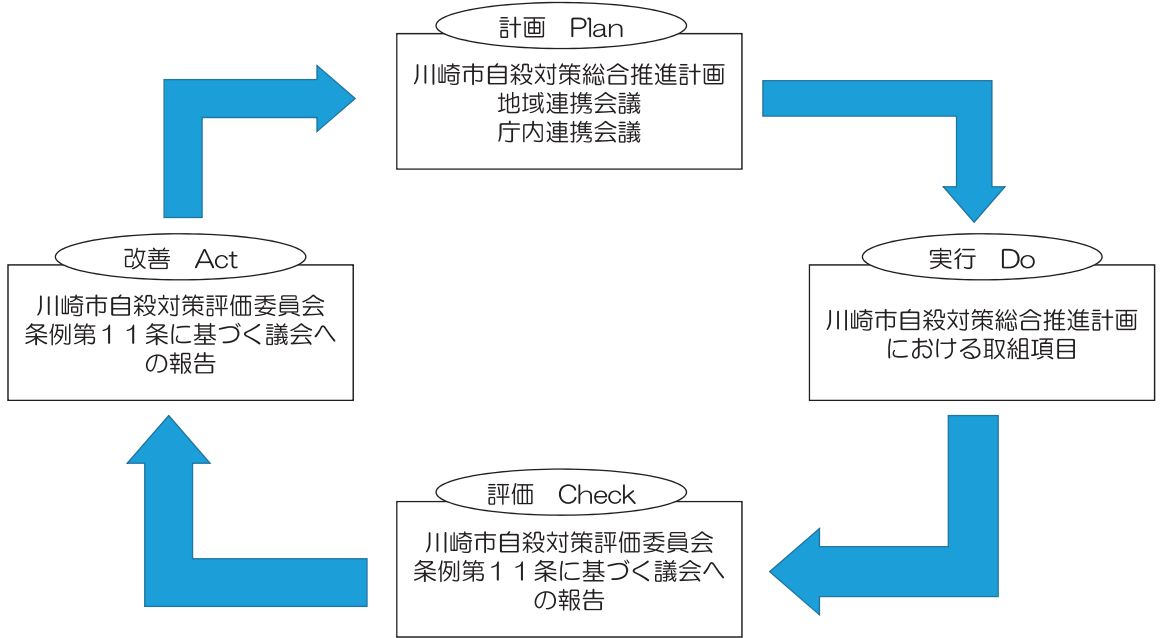 計画　Plan
川崎市自殺対策総合推進計画
地域連携会議
庁内連携会議
実行　Do
川崎市自殺対策総合推進計画
における取組項目
評価　Check
川崎市自殺対策評価委員会
条例第１１条に基づく議会へ
の報告
改善　Act
川崎市自殺対策評価委員会
条例第１１条に基づく議会へ
の報告